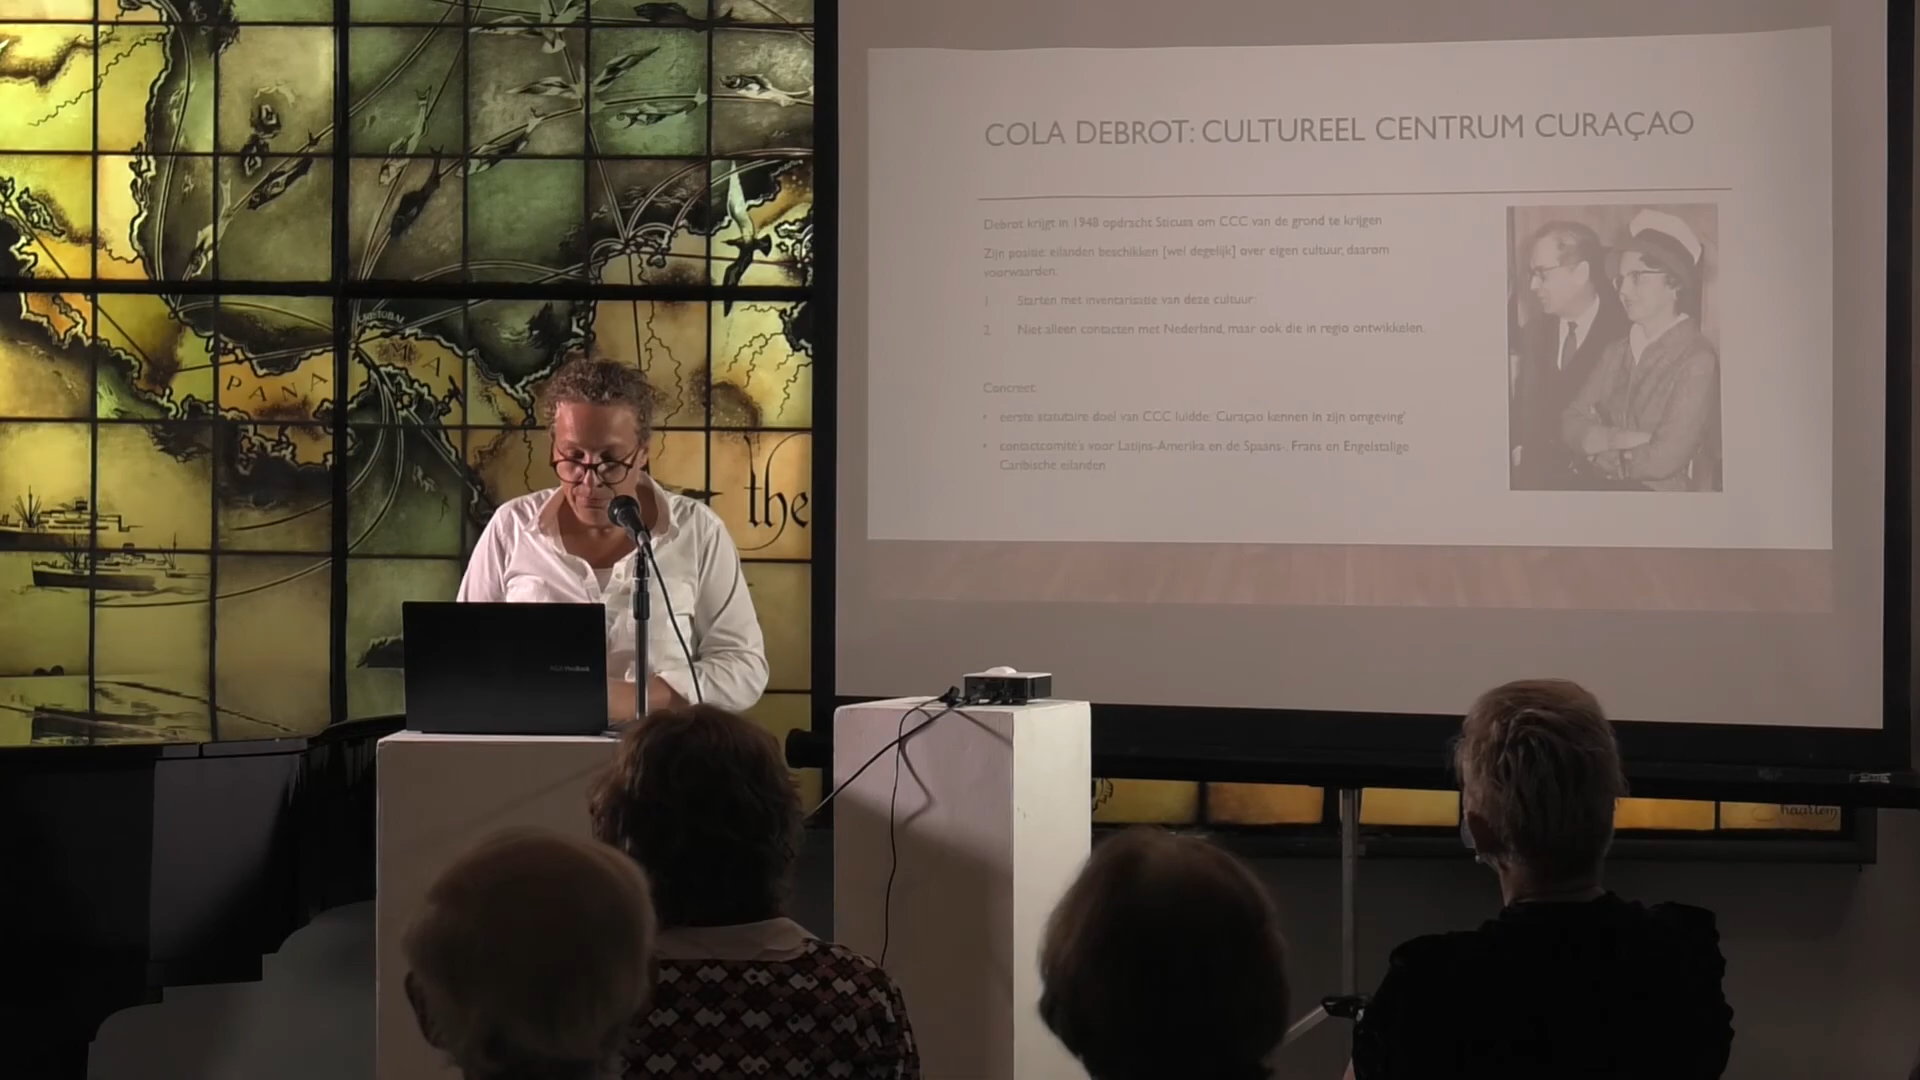 COLA DEBROT: CULTUREEL CENTRUM CURAÇAO
Debrot krijgt in 1948 opdracht Sticusa om CCC van de grond te krijgen
Zijn positie: eilanden beschikken [wel degelijk] over eigen cultuur, daarom
voorwaarden:
1 Starten met inventarisatie van deze cultuur:
2 Niet alleen contacten met Nederland, maar ook die in regio ontwikkelen.
Concreet:
• eerste statutaire doel van CCC luidde: Curaçao kennen in zijn omgeving'
• contactcomité's voor Latijns-Amerika en de Spaans-, Frans en Engelstalige
Caribische eilanden
CRISTOBAL
PANAMA
the
haarlem